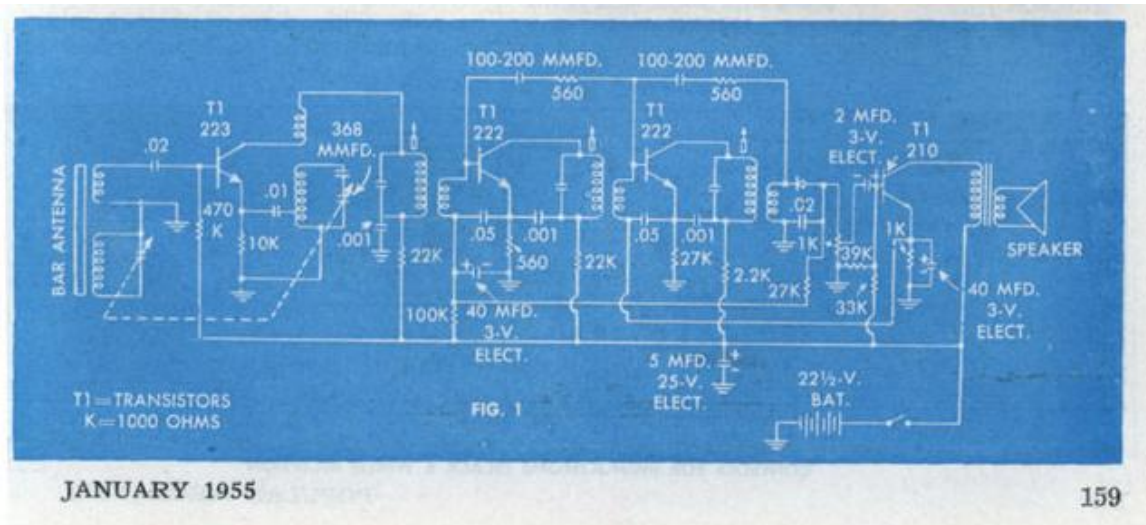 100-200 MMFD.
100-200 MMFD.
560
560
T1
223
368
MMFD.
T1
222
T1
222
2 MFD.
3-V.
ELECT.
T1
210
.02
.01
470
K
10K
.001
22K
.05
.001
560
22K
.05
.001
27K
2.2K
.02
1K
39K
27K
33K
1K
BAR ANTENNA
SPEAKER
100K
40 MFD.
3-V.
ELECT.
40 MFD.
3-V.
ELECT.
5 MFD.
25-V.
ELECT.
22½-V.
BAT.
T1=TRANSISTORS
K=1000 OHMS
FIG. 1
JANUARY 1955
159